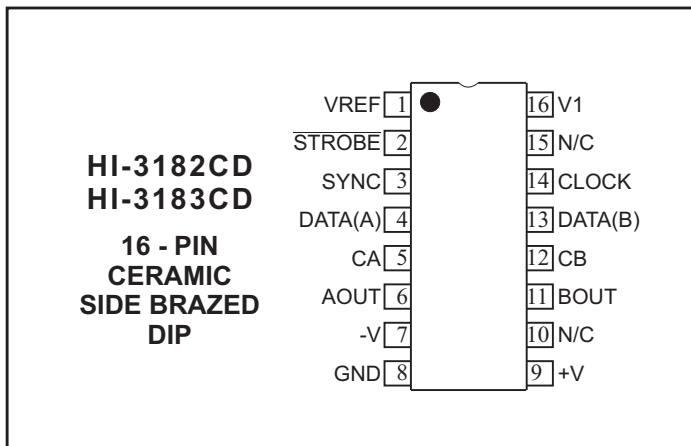 HI-3182CD
HI-3183CD
16 - PIN
CERAMIC
SIDE BRAZED
DIP
VREF 1
STROBE 2
SYNC 3
DATA(A) 4
CA 5
AOUT 6
-V 7
GND 8
16 V1
15 N/C
14 CLOCK
13 DATA(B)
12 CB
11 BOUT
10 N/C
9 +V